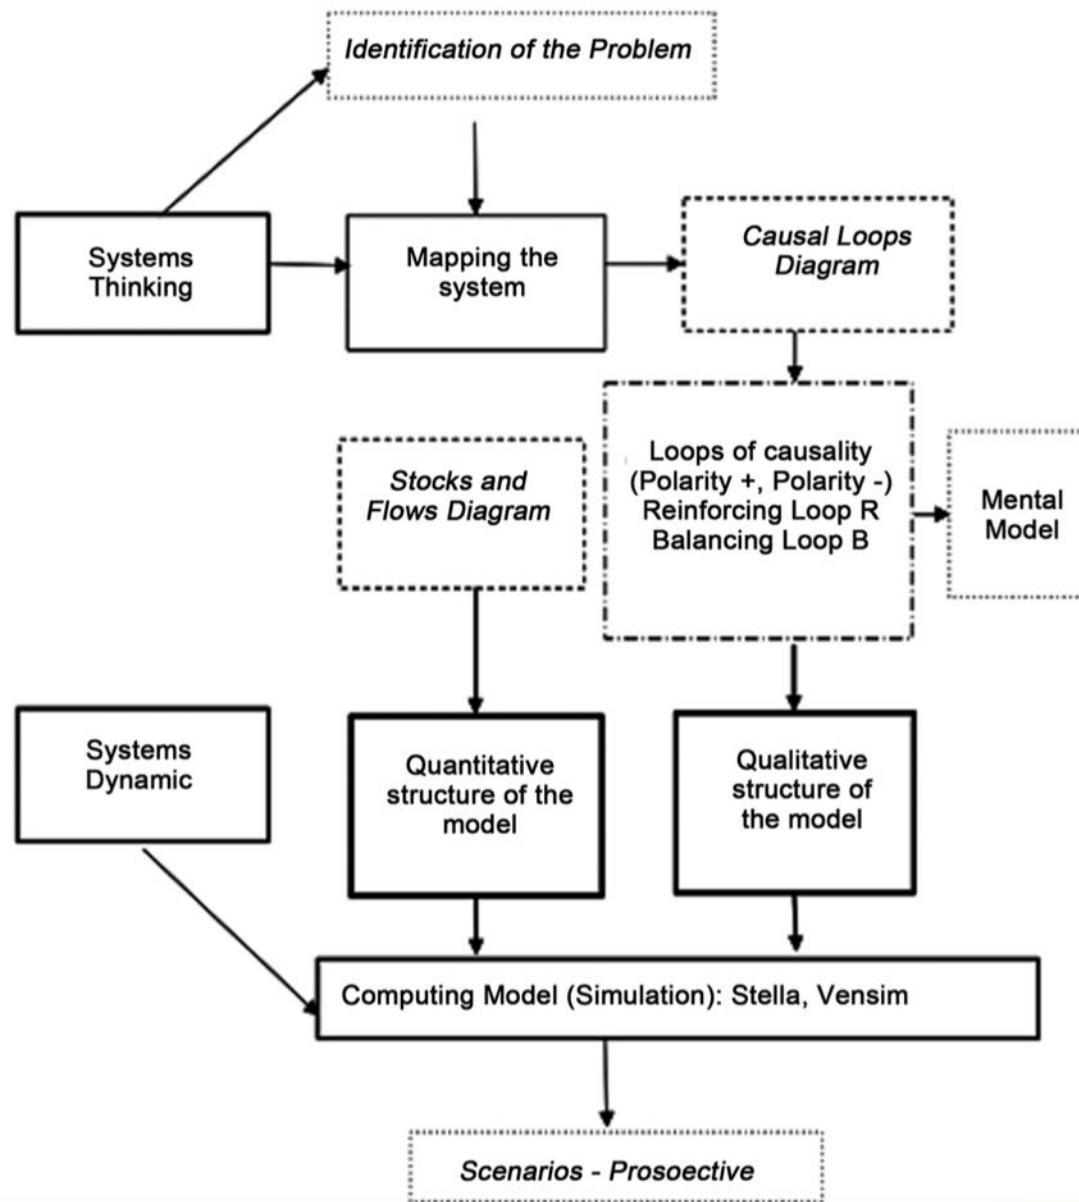 Identification of the Problem
Systems
Thinking
Mapping the
system
Causal Loops
Diagram
Stocks and
Flows Diagram
Loops of causality
(Polarity +, Polarity -)
Reinforcing Loop R
Balancing Loop B
Mental
Model
Systems
Dynamic
Quantitative
structure of the
model
Qualitative
structure of
the model
Computing Model (Simulation): Stella, Vensim
Scenarios - Prosoective